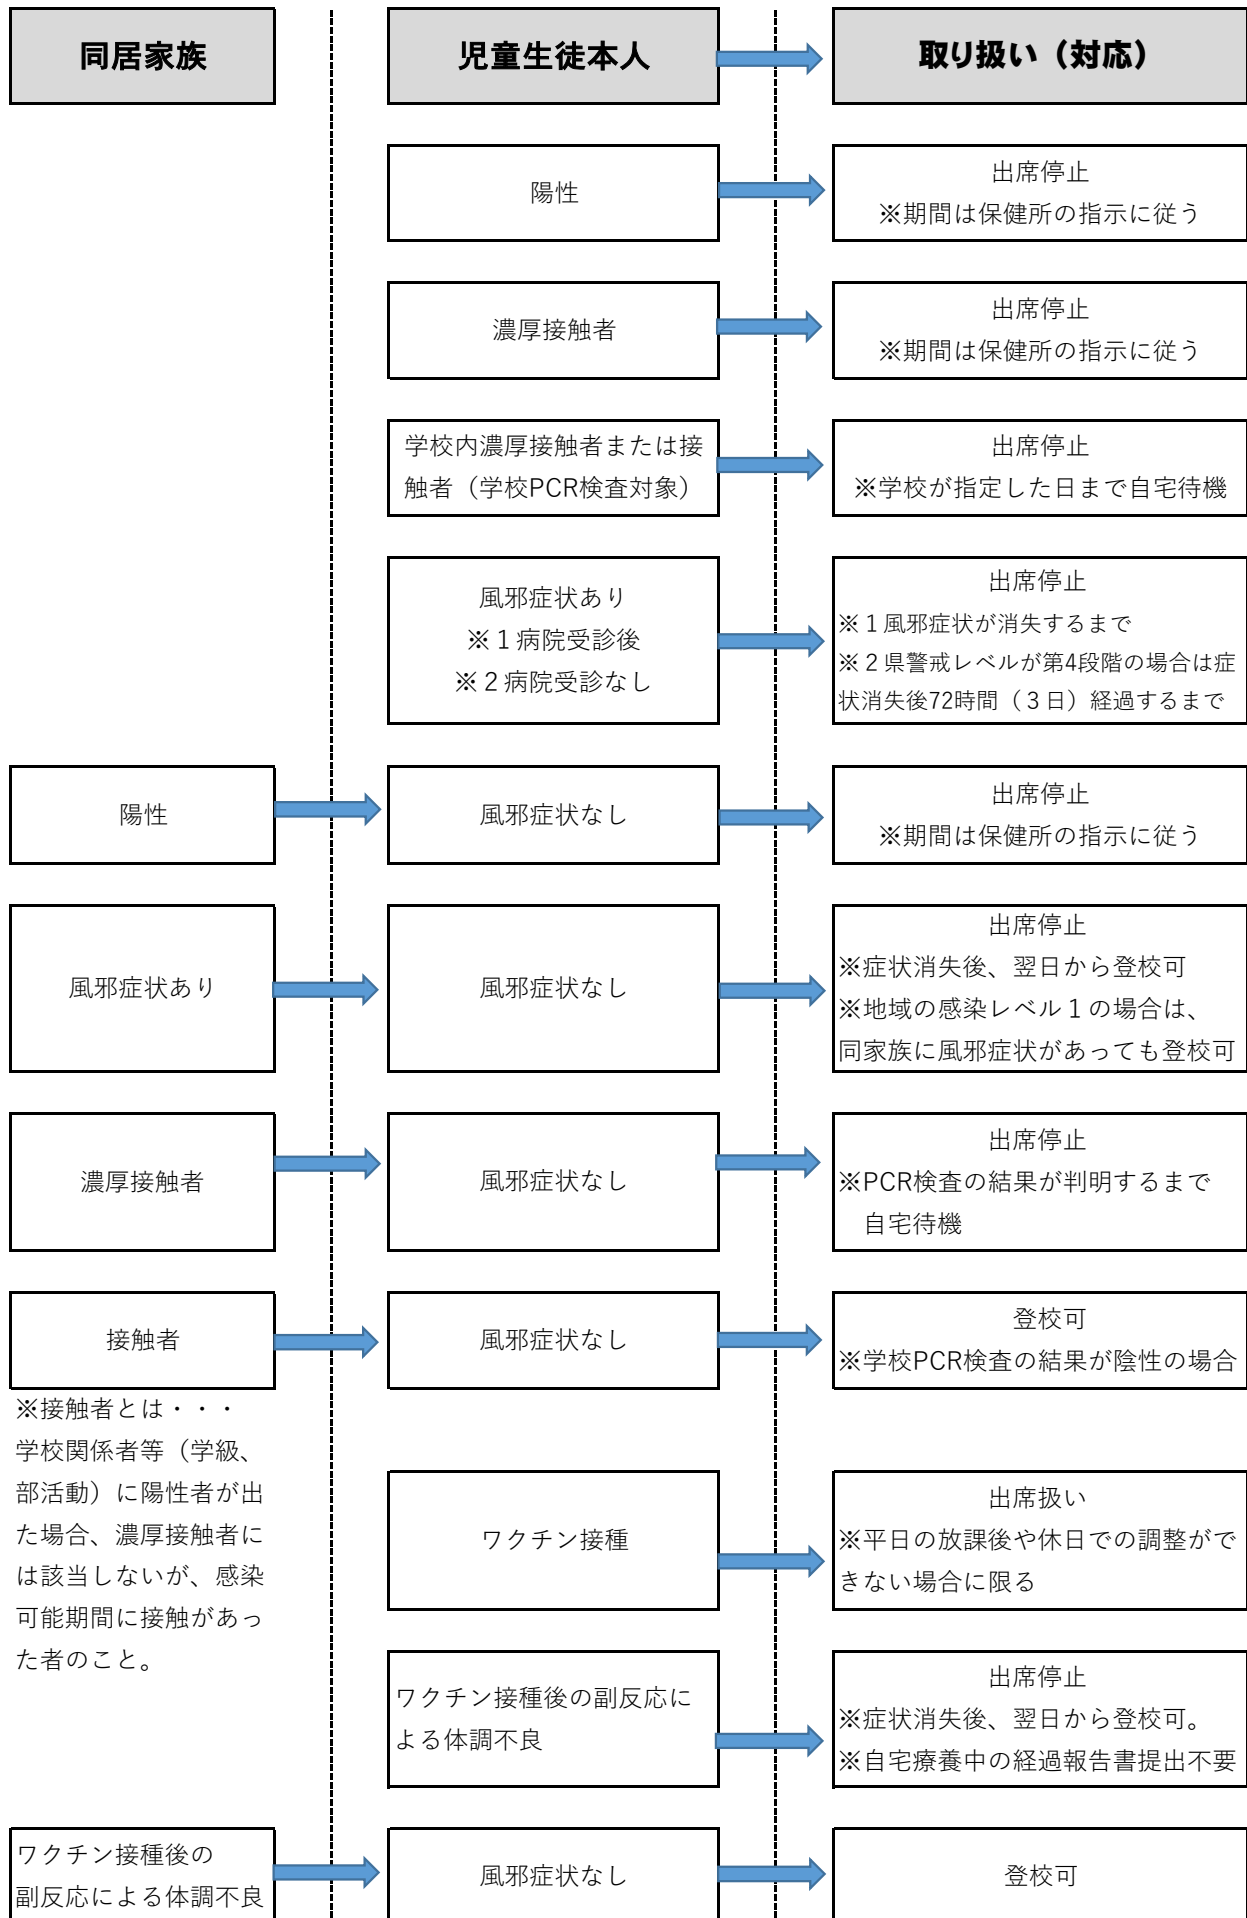 同居家族
児童生徒本人
取り扱い（対応）
陽性
出席停止
※期間は保健所の指示に従う
濃厚接触者
出席停止
※期間は保健所の指示に従う
学校内濃厚接触者または接
触者（学校PCR検査対象）
出席停止
※学校が指定した日まで自宅待機
風邪症状あり
※１病院受診後
※２病院受診なし
出席停止
※１風邪症状が消失するまで
※２県警戒レベルが第4段階の場合は症
状消失後72時間（３日）経過するまで
陽性
風邪症状なし
出席停止
※期間は保健所の指示に従う
風邪症状あり
風邪症状なし
出席停止
※症状消失後、翌日から登校可
※地域の感染レベル１の場合は、
同家族に風邪症状があっても登校可
濃厚接触者
風邪症状なし
出席停止
※PCR検査の結果が判明するまで
自宅待機
接触者
風邪症状なし
登校可
※学校PCR検査の結果が陰性の場合
※接触者とは・・・
学校関係者等（学級、
部活動）に陽性者が出
た場合、濃厚接触者に
は該当しないが、感染
可能期間に接触があっ
た者のこと。
ワクチン接種
出席扱い
※平日の放課後や休日での調整がで
きない場合に限る
ワクチン接種後の副反応に
よる体調不良
出席停止
※症状消失後、翌日から登校可。
※自宅療養中の経過報告書提出不要
ワクチン接種後の
副反応による体調不良
風邪症状なし
登校可